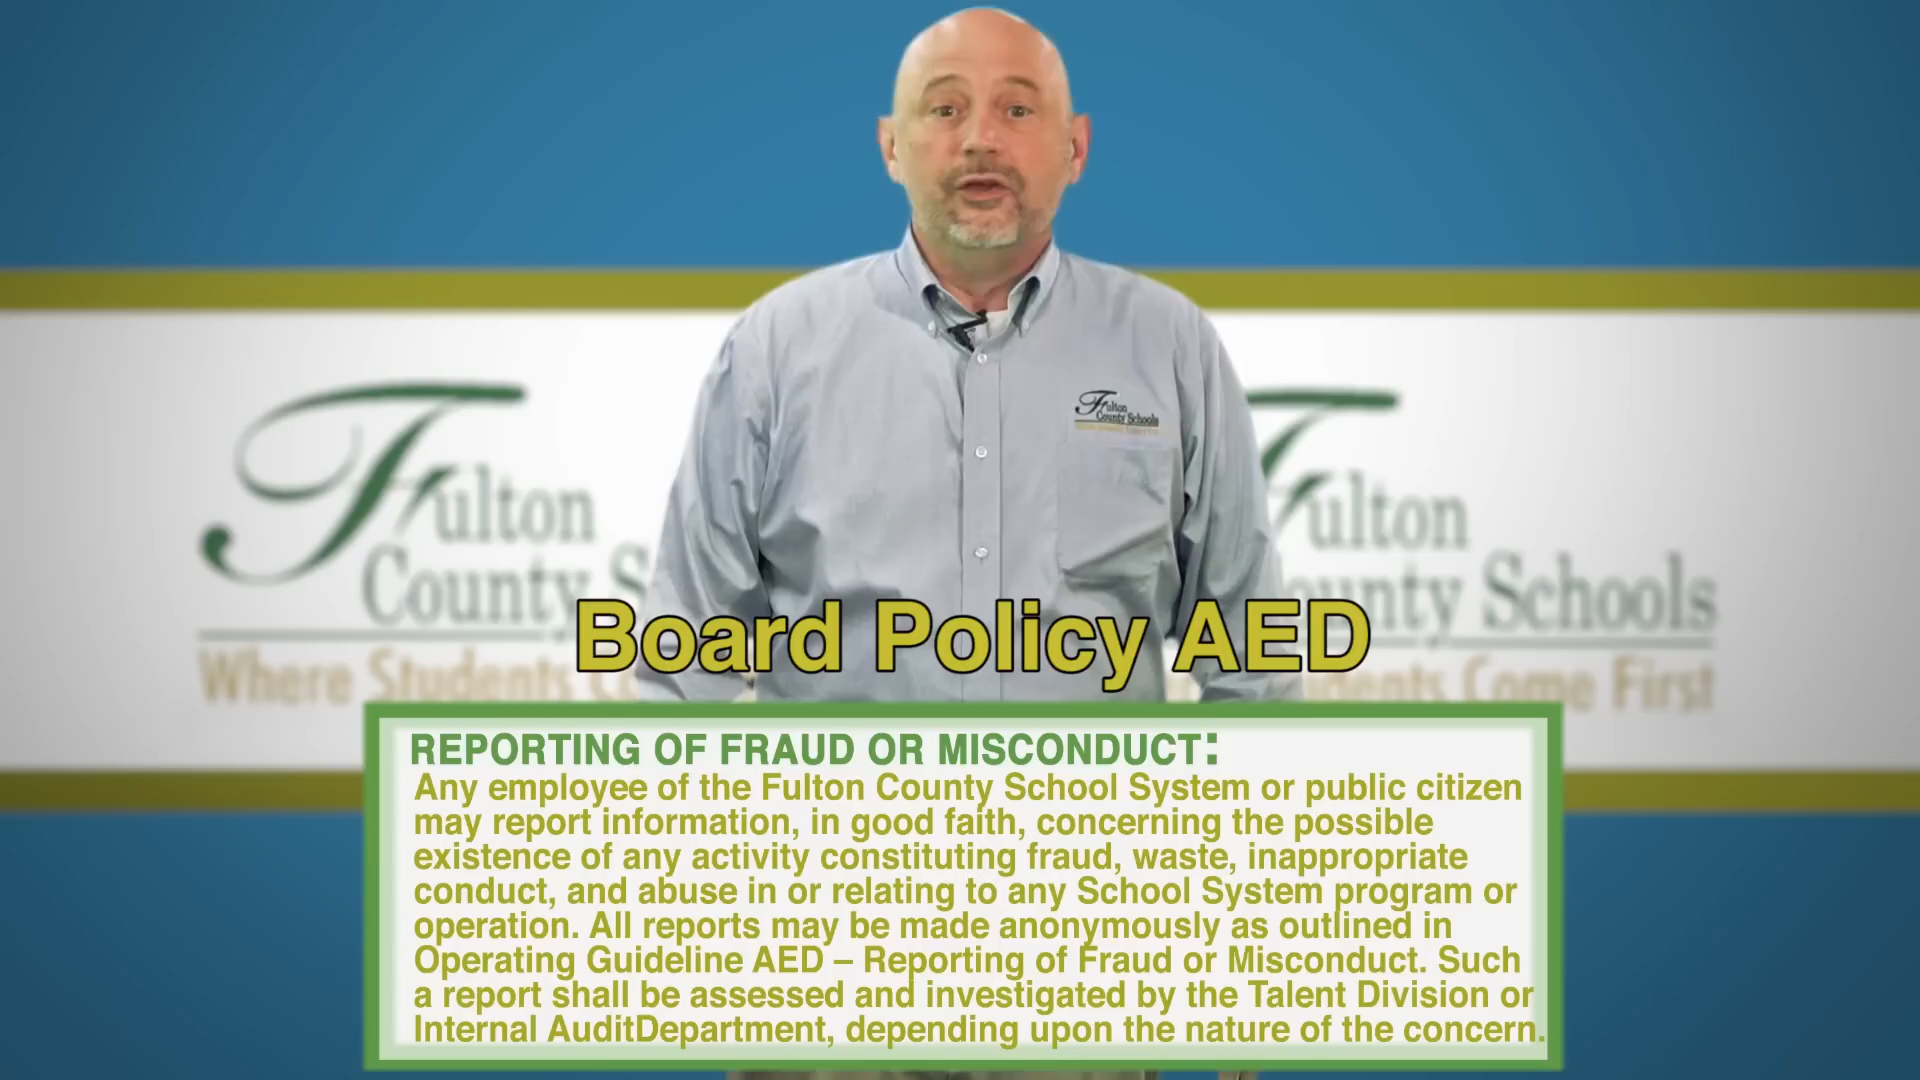 Fulton
County Schools
Fulton
County S
Where Students Co
Fulton
ounty Schools
dents Come First
Board Policy AED
REPORTING OF FRAUD OR MISCONDUCT:
Any employee of the Fulton County School System or public citizen
may report information, in good faith, concerning the possible
existence of any activity constituting fraud, waste, inappropriate
conduct, and abuse in or relating to any School System program or
operation. All reports may be made anonymously as outlined in
Operating Guideline AED – Reporting of Fraud or Misconduct. Such
a report shall be assessed and investigated by the Talent Division or
Internal AuditDepartment, depending upon the nature of the concern.